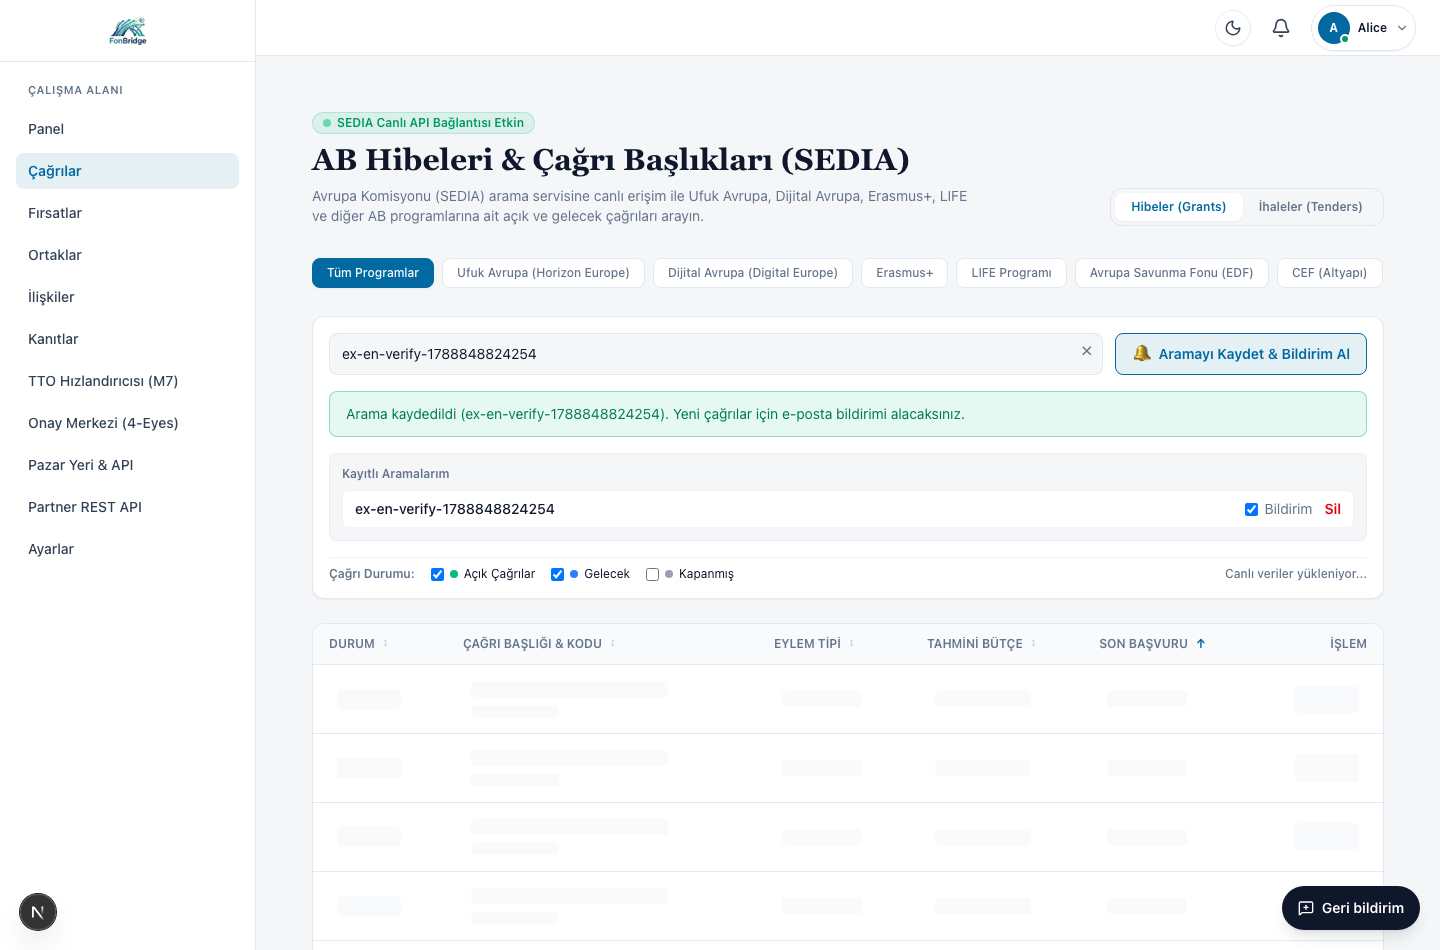 FonBridge
A
Alice
ÇALIŞMA ALANI
Panel
Çağrılar
Fırsatlar
Ortaklar
İlişkiler
Kanıtlar
TTO Hızlandırıcısı (M7)
Onay Merkezi (4-Eyes)
Pazar Yeri & API
Partner REST API
Ayarlar
SEDIA Canlı API Bağlantısı Etkin
AB Hibeleri & Çağrı Başlıkları (SEDIA)
Avrupa Komisyonu (SEDIA) arama servisine canlı erişim ile Ufuk Avrupa, Dijital Avrupa, Erasmus+, LIFE
ve diğer AB programlarına ait açık ve gelecek çağrıları arayın.
Hibeler (Grants) İhaleler (Tenders)
Tüm Programlar Ufuk Avrupa (Horizon Europe) Dijital Avrupa (Digital Europe) Erasmus+ LIFE Programı Avrupa Savunma Fonu (EDF) CEF (Altyapı)
ex-en-verify-1788848824254
Aramayı Kaydet & Bildirim Al
Arama kaydedildi (ex-en-verify-1788848824254). Yeni çağrılar için e-posta bildirimi alacaksınız.
Kayıtlı Aramalarım
ex-en-verify-1788848824254 Bildirim Sil
Çağrı Durumu: Açık Çağrılar Gelecek Kapanmış Canlı veriler yükleniyor...
DURUM ↕ ÇAĞRI BAŞLIĞI & KODU ↕ EYLEM TİPİ ↕ TAHMİNİ BÜTÇE ↕ SON BAŞVURU ↑ İŞLEM
N
Geri bildirim